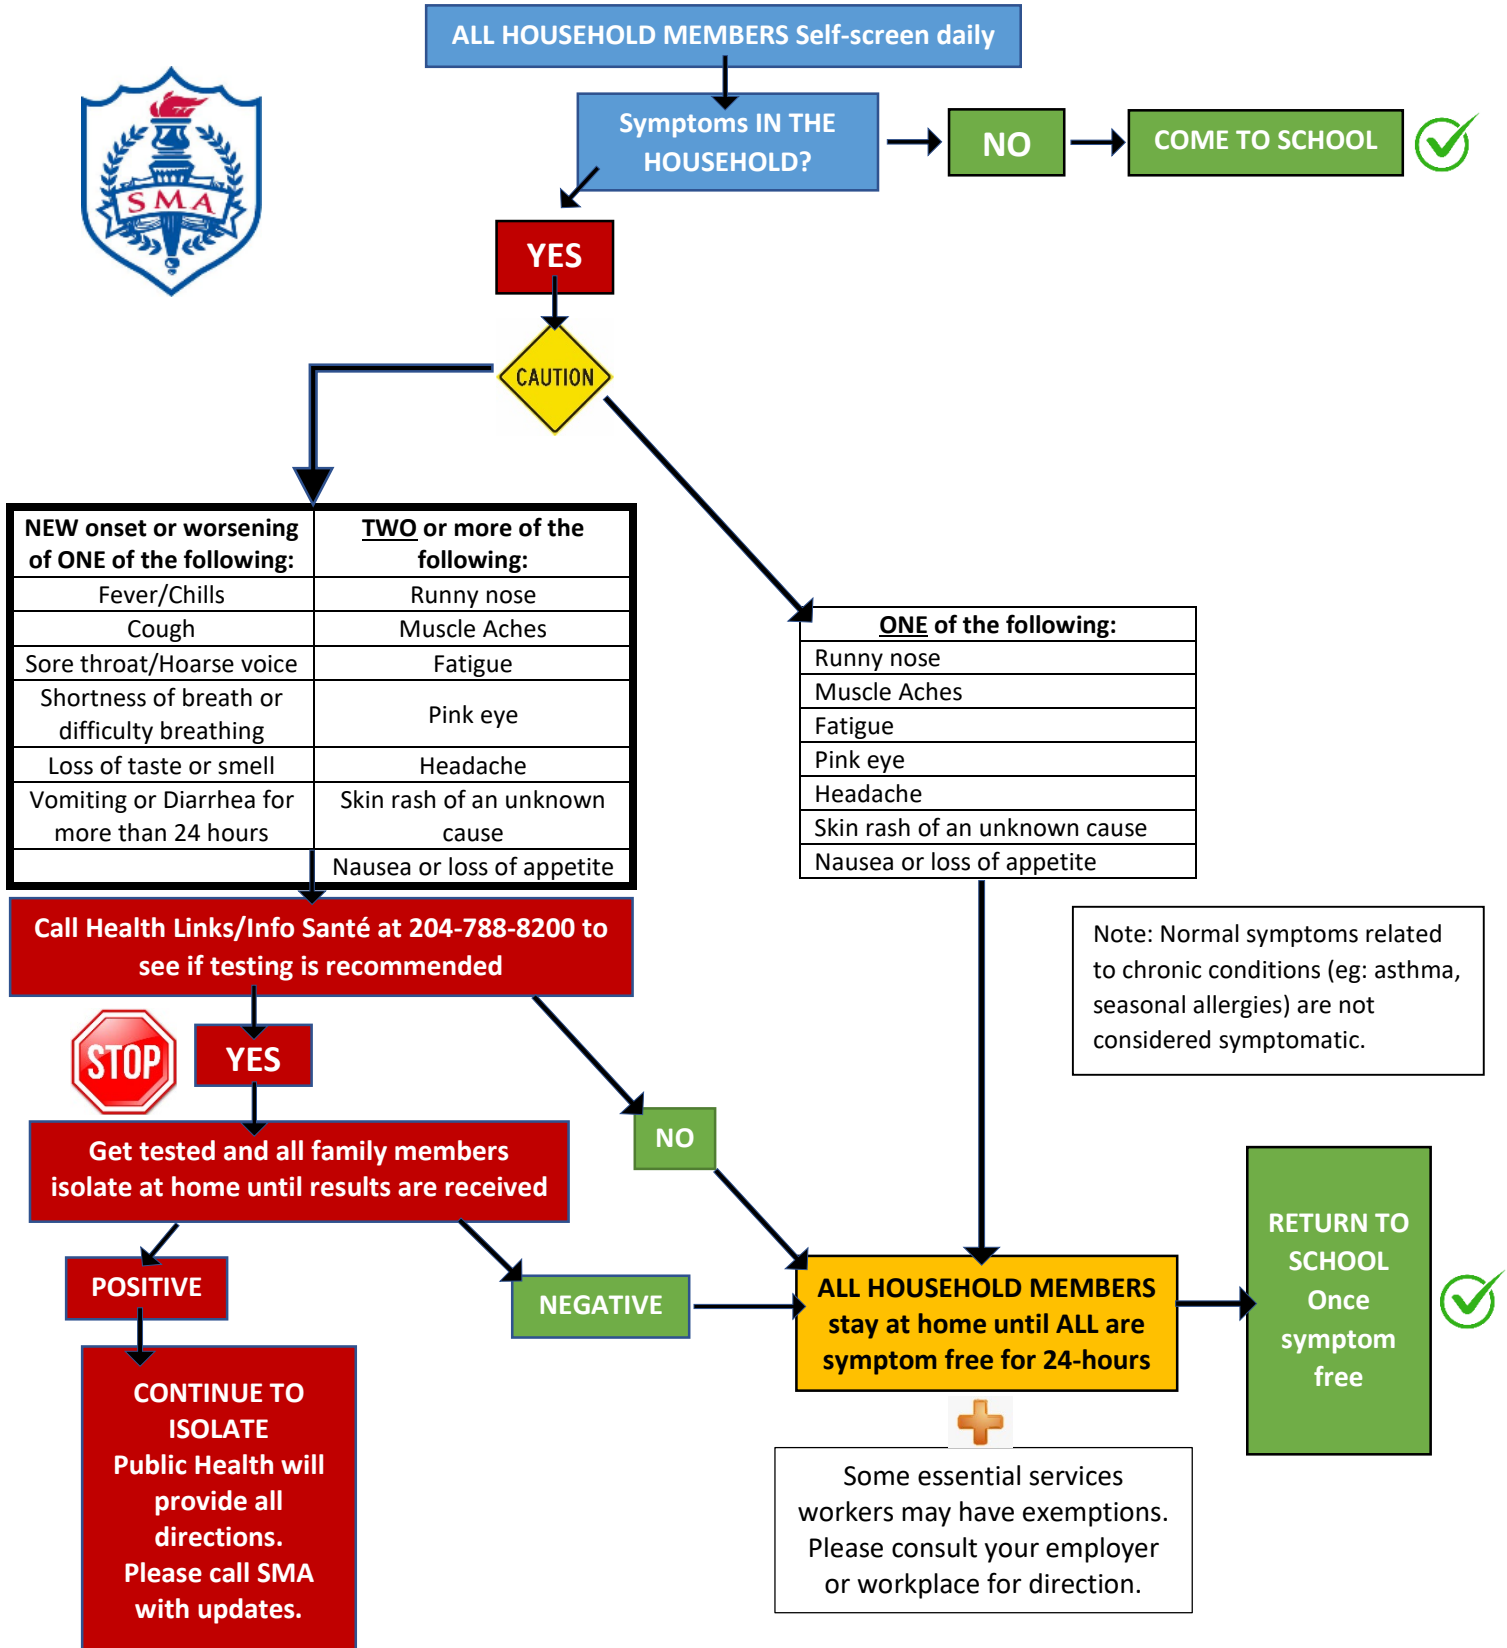 ALL HOUSEHOLD MEMBERS Self-screen daily
Symptoms IN THE
HOUSEHOLD?
NO
COME TO SCHOOL
SMA
YES
CAUTION
NEW onset or worsening
of ONE of the following:
Fever/Chills
Cough
Sore throat/Hoarse voice
Shortness of breath or
difficulty breathing
Loss of taste or smell
Vomiting or Diarrhea for
more than 24 hours
TWO or more of the
following:
Runny nose
Muscle Aches
Fatigue
Pink eye
Headache
Skin rash of an unknown
cause
Nausea or loss of appetite
ONE of the following:
Runny nose
Muscle Aches
Fatigue
Pink eye
Headache
Skin rash of an unknown cause
Nausea or loss of appetite
Call Health Links/Info Santé at 204-788-8200 to
see if testing is recommended
Note: Normal symptoms related
to chronic conditions (eg: asthma,
seasonal allergies) are not
considered symptomatic.
STOP
YES
NO
Get tested and all family members
isolate at home until results are received
POSITIVE
NEGATIVE
ALL HOUSEHOLD MEMBERS
stay at home until ALL are
symptom free for 24-hours
RETURN TO
SCHOOL
Once
symptom
free
CONTINUE TO
ISOLATE
Public Health will
provide all
directions.
Please call SMA
with updates.
Some essential services
workers may have exemptions.
Please consult your employer
or workplace for direction.